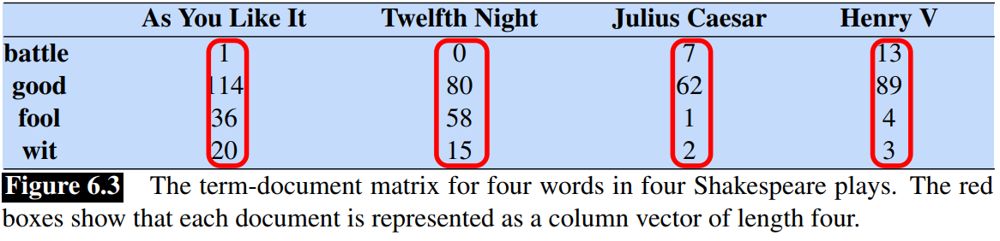 As You Like It Twelfth Night Julius Caesar Henry V
battle 1 0 7 13
good 114 80 62 89
fool 36 58 1 4
wit 20 15 2 3
Figure 6.3 The term-document matrix for four words in four Shakespeare plays. The red
boxes show that each document is represented as a column vector of length four.